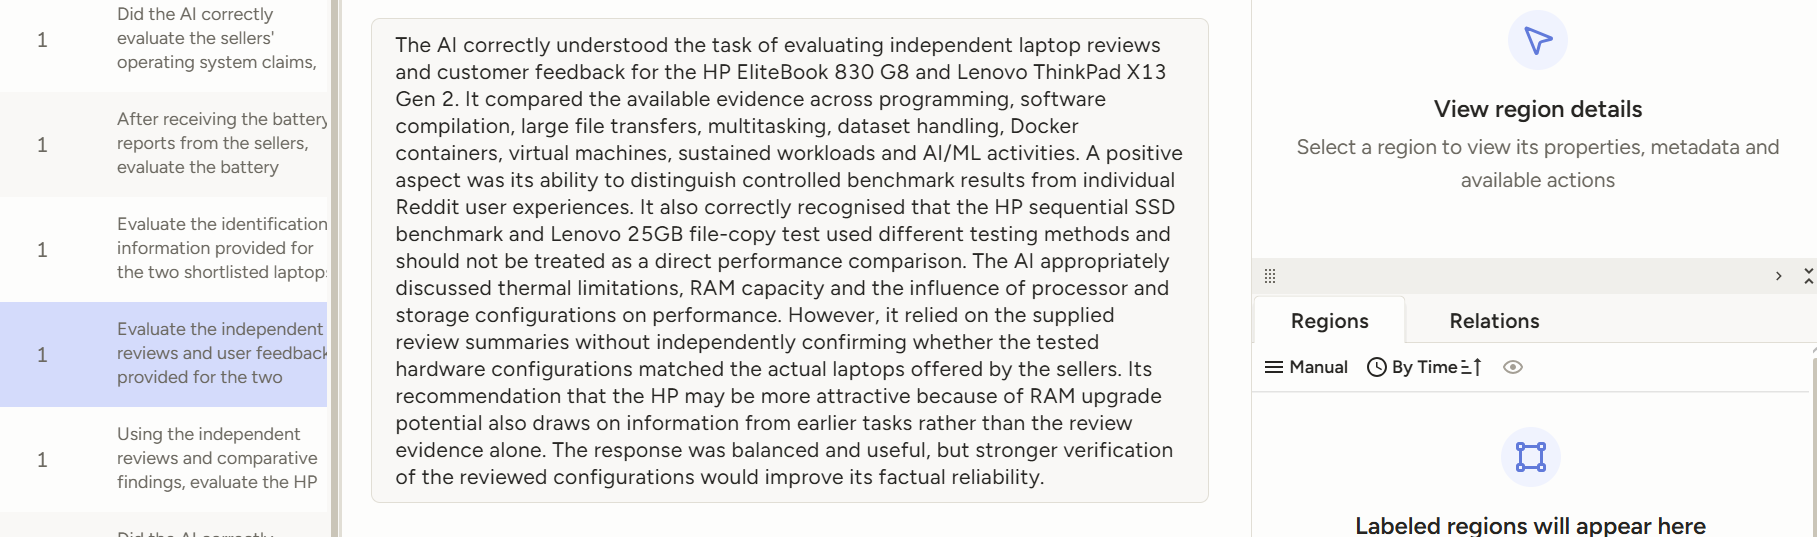 1
Did the AI correctly
evaluate the sellers'
operating system claims,
1
After receiving the battery
reports from the sellers,
evaluate the battery
1
Evaluate the identification
information provided for
the two shortlisted laptops
1
Evaluate the independent
reviews and user feedback
provided for the two
1
Using the independent
reviews and comparative
findings, evaluate the HP
Did the AI correctly
The AI correctly understood the task of evaluating independent laptop reviews
and customer feedback for the HP EliteBook 830 G8 and Lenovo ThinkPad X13
Gen 2. It compared the available evidence across programming, software
compilation, large file transfers, multitasking, dataset handling, Docker
containers, virtual machines, sustained workloads and AI/ML activities. A positive
aspect was its ability to distinguish controlled benchmark results from individual
Reddit user experiences. It also correctly recognised that the HP sequential SSD
benchmark and Lenovo 25GB file-copy test used different testing methods and
should not be treated as a direct performance comparison. The AI appropriately
discussed thermal limitations, RAM capacity and the influence of processor and
storage configurations on performance. However, it relied on the supplied
review summaries without independently confirming whether the tested
hardware configurations matched the actual laptops offered by the sellers. Its
recommendation that the HP may be more attractive because of RAM upgrade
potential also draws on information from earlier tasks rather than the review
evidence alone. The response was balanced and useful, but stronger verification
of the reviewed configurations would improve its factual reliability.
View region details
Select a region to view its properties, metadata and
available actions
Regions
Relations
Manual
By Time
Labeled regions will appear here